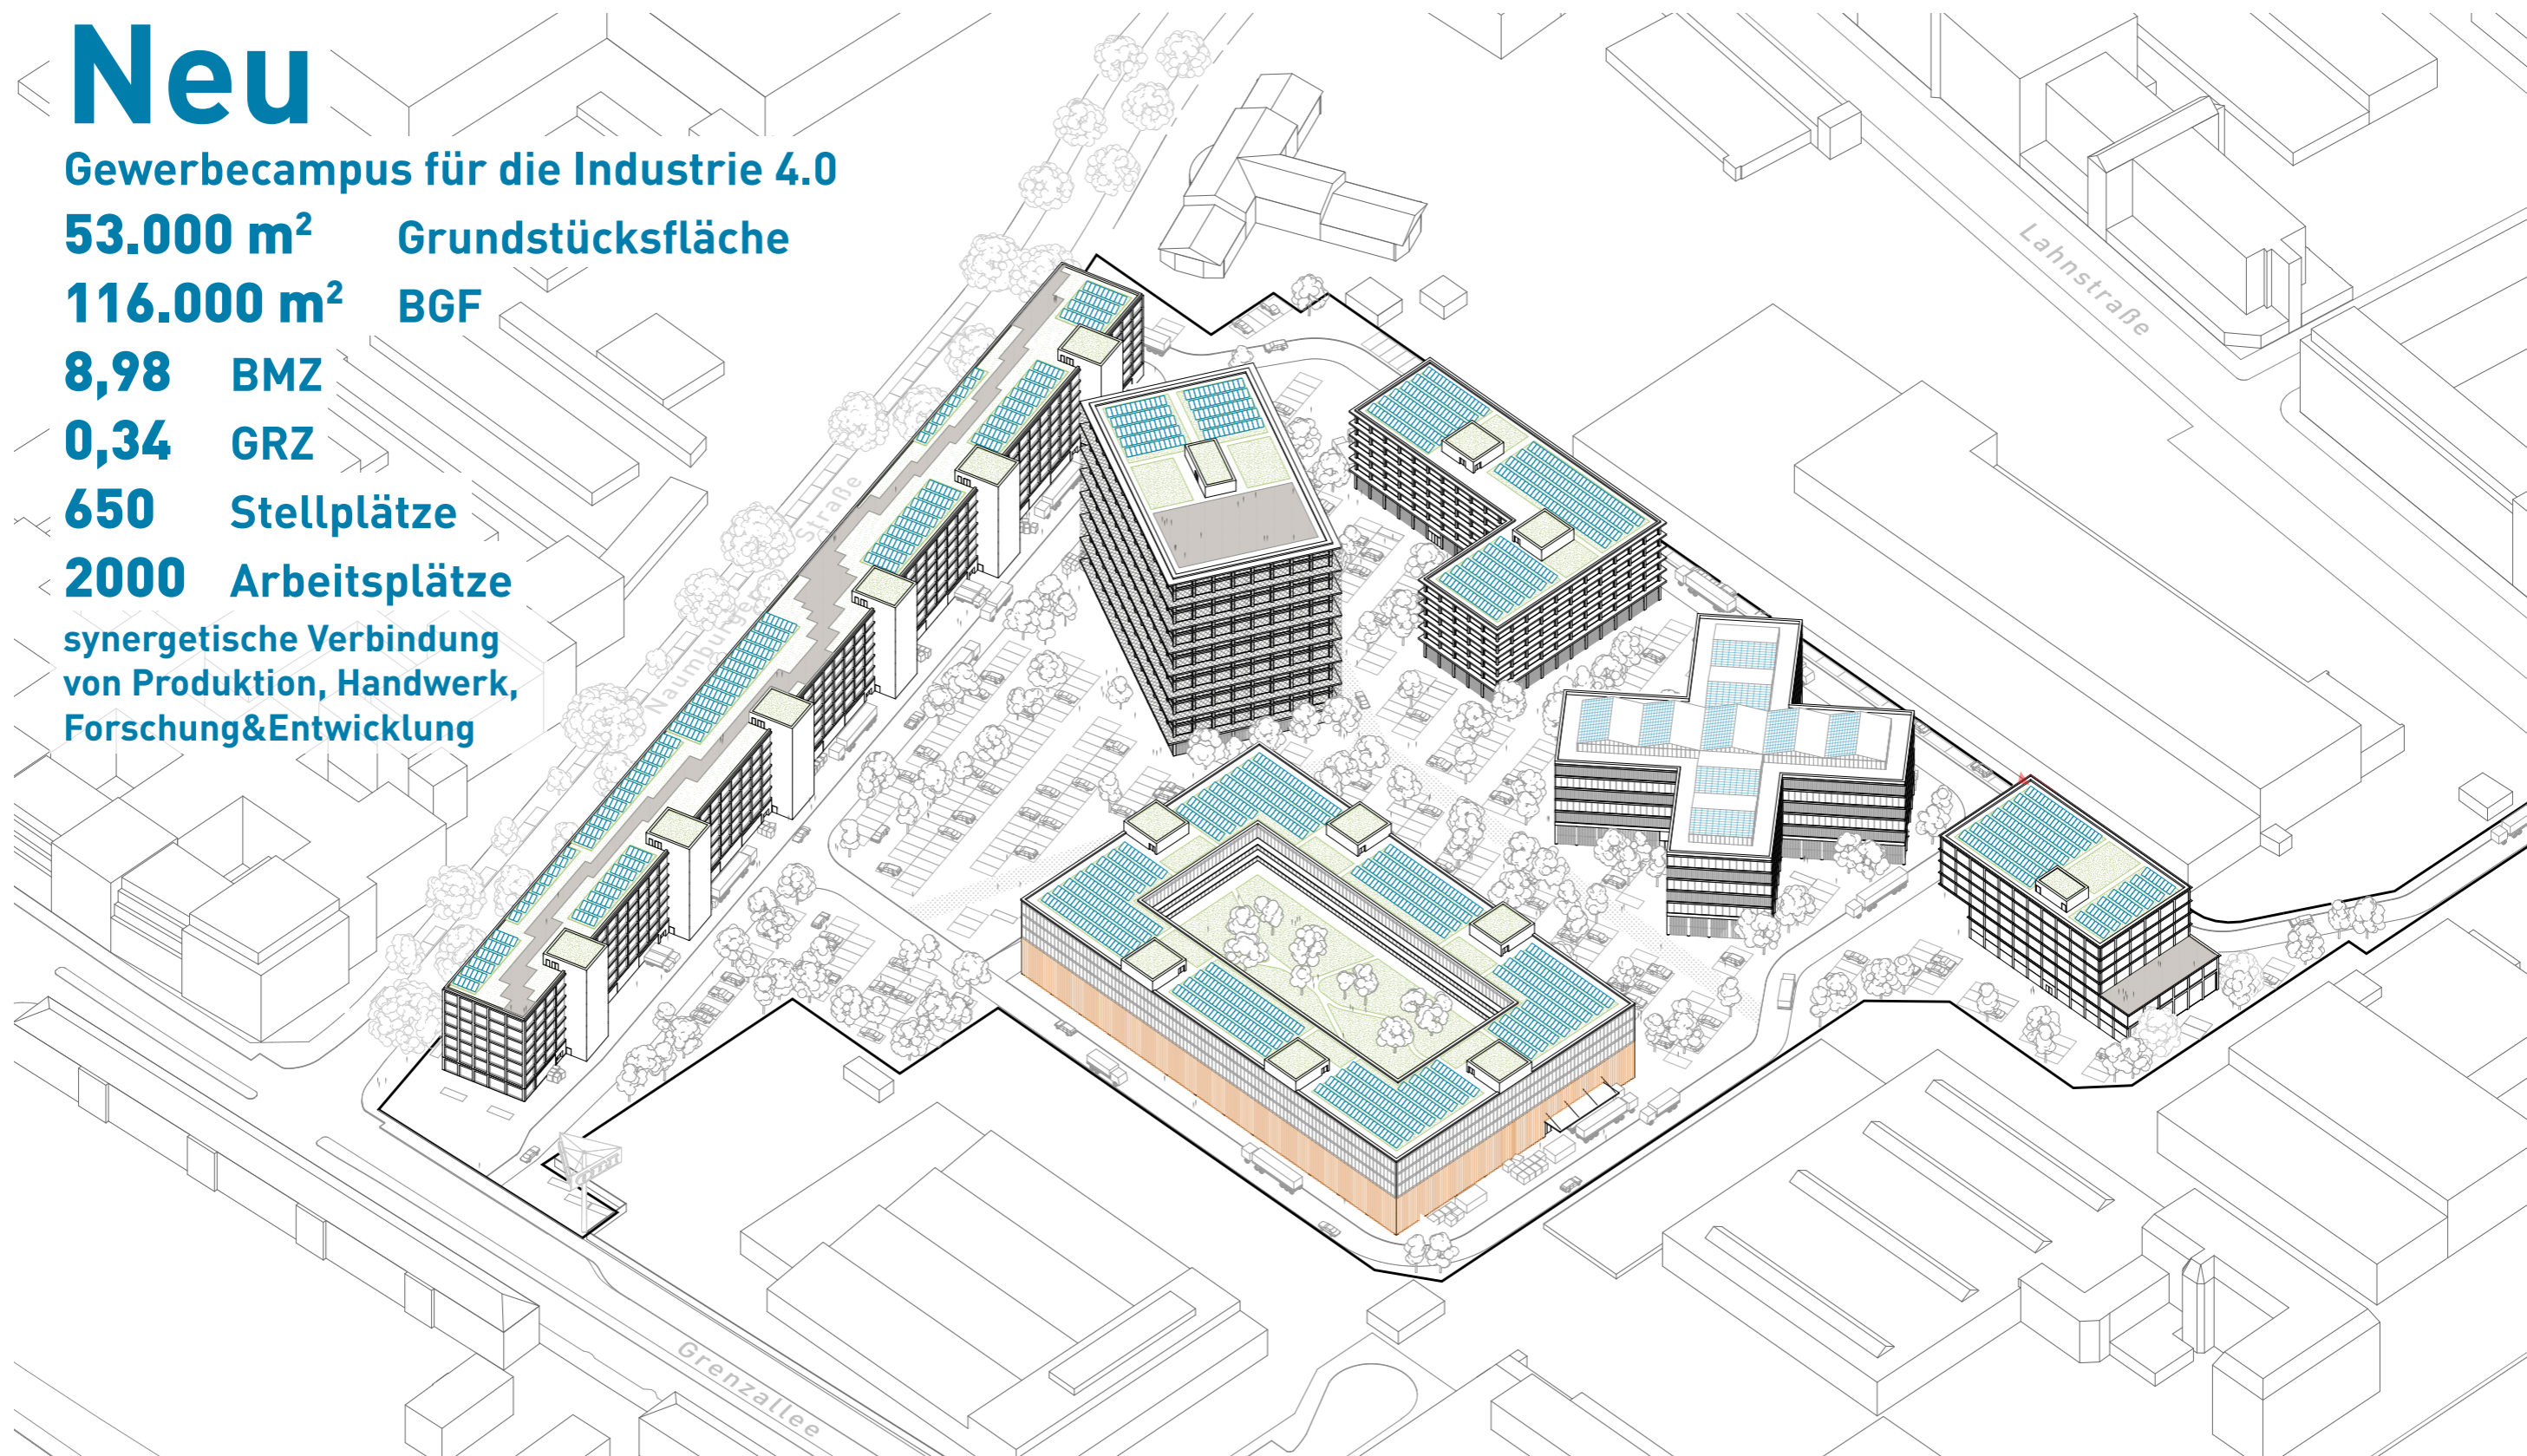 Neu
Gewerbecampus für die Industrie 4.0
53.000 m² Grundstücksfläche
116.000 m² BGF
8,98 BMZ
0,34 GRZ
650 Stellplätze
2000 Arbeitsplätze
synergetische Verbindung
von Produktion, Handwerk,
Forschung&Entwicklung
Lahnstraße
Naumburger Straße
Grenzallee